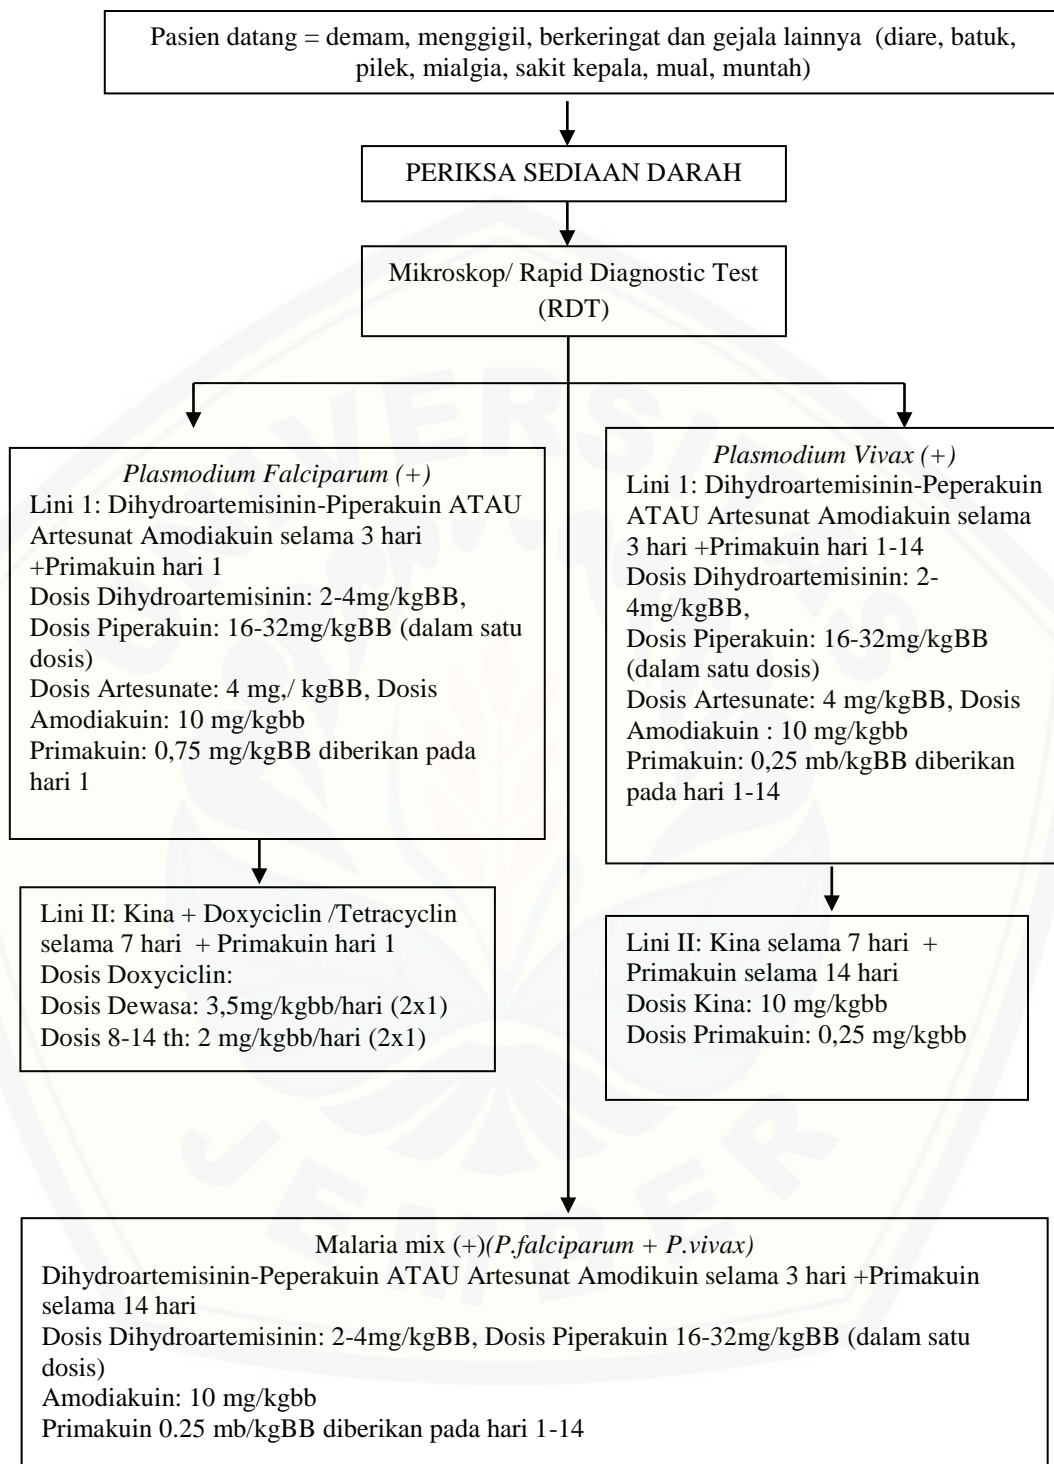 Pasien datang = demam, menggigil, berkeringat dan gejala lainnya (diare, batuk,
pilek, mialgia, sakit kepala, mual, muntah)
PERIKSA SEDIAAN DARAH
Mikroskop/ Rapid Diagnostic Test
(RDT)
Plasmodium Falciparum (+)
Lini 1: Dihydroartemisinin-Piperakuin ATAU
Artesunat Amodiakuin selama 3 hari
+Primakuin hari 1
Dosis Dihydroartemisinin: 2-4mg/kgBB,
Dosis Piperakuin: 16-32mg/kgBB (dalam satu
dosis)
Dosis Artesunate: 4 mg,/ kgBB, Dosis
Amodiakuin: 10 mg/kgbb
Primakuin: 0,75 mg/kgBB diberikan pada
hari 1
Plasmodium Vivax (+)
Lini 1: Dihydroartemisinin-Peperakuin
ATAU Artesunat Amodiakuin selama
3 hari +Primakuin hari 1-14
Dosis Dihydroartemisinin: 2-
4mg/kgBB,
Dosis Piperakuin: 16-32mg/kgBB
(dalam satu dosis)
Dosis Artesunate: 4 mg/kgBB, Dosis
Amodiakuin : 10 mg/kgbb
Primakuin: 0,25 mb/kgBB diberikan
pada hari 1-14
Lini II: Kina + Doxyciclin /Tetracyclin
selama 7 hari + Primakuin hari 1
Dosis Doxyciclin:
Dosis Dewasa: 3,5mg/kgbb/hari (2x1)
Dosis 8-14 th: 2 mg/kgbb/hari (2x1)
Lini II: Kina selama 7 hari +
Primakuin selama 14 hari
Dosis Kina: 10 mg/kgbb
Dosis Primakuin: 0,25 mg/kgbb
Malaria mix (+)(P.falciparum + P.vivax)
Dihydroartemisinin-Peperakuin ATAU Artesunat Amodikuin selama 3 hari +Primakuin
selama 14 hari
Dosis Dihydroartemisinin: 2-4mg/kgBB, Dosis Piperakuin 16-32mg/kgBB (dalam satu
dosis)
Amodiakuin: 10 mg/kgbb
Primakuin 0.25 mb/kgBB diberikan pada hari 1-14
UNIVERSITAS
JEMBER